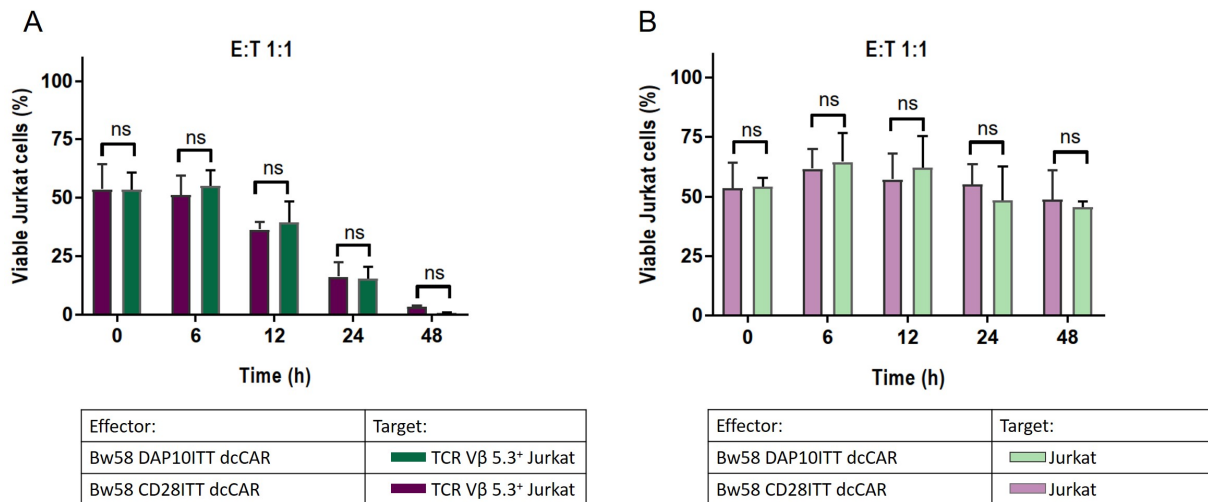 A
E:T 1:1
Viable Jurkat cells (%)
100
75
50
25
0
ns
ns
ns
ns
ns
0 6 12 24 48
Time (h)
Effector: Target:
Bw58 DAP10ITT dcCAR TCR Vβ 5.3⁺ Jurkat
Bw58 CD28ITT dcCAR TCR Vβ 5.3⁺ Jurkat
B
E:T 1:1
Viable Jurkat cells (%)
100
75
50
25
0
ns
ns
ns
ns
ns
0 6 12 24 48
Time (h)
Effector: Target:
Bw58 DAP10ITT dcCAR Jurkat
Bw58 CD28ITT dcCAR Jurkat